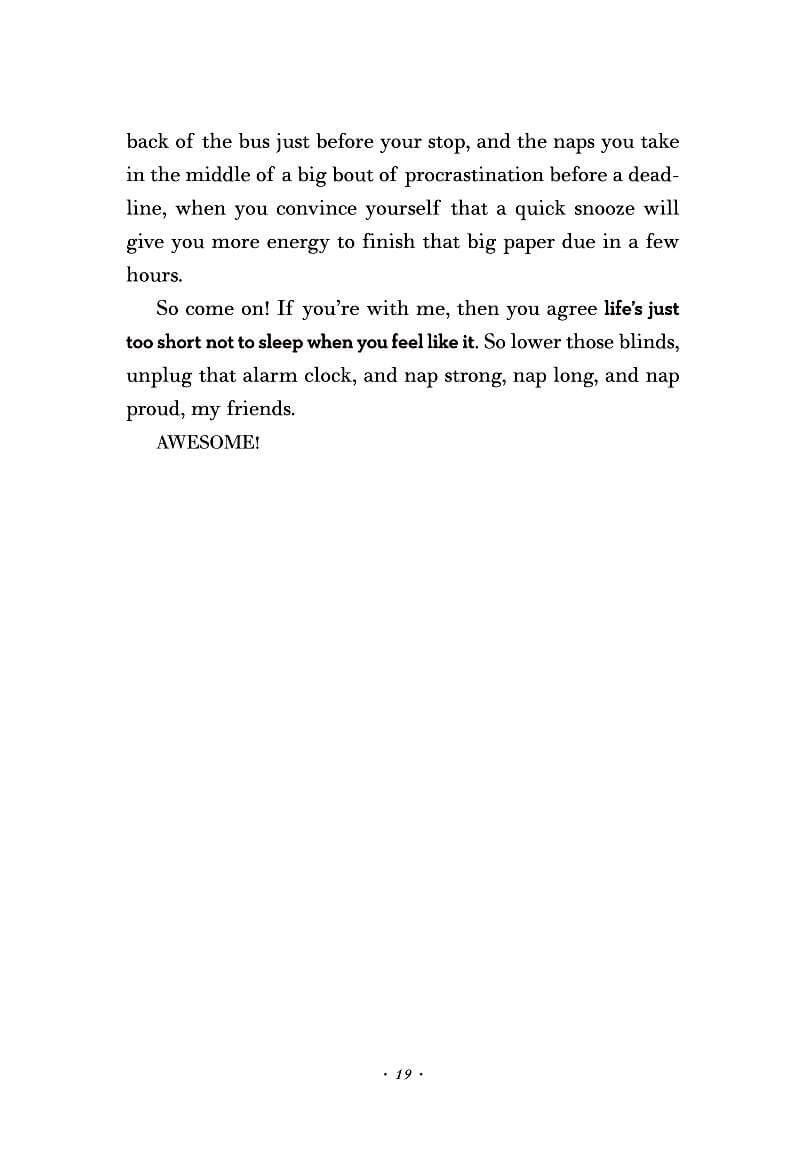 back of the bus just before your stop, and the naps you take
in the middle of a big bout of procrastination before a dead-
line, when you convince yourself that a quick snooze will
give you more energy to finish that big paper due in a few
hours.
So come on! If you’re with me, then you agree life’s just
too short not to sleep when you feel like it. So lower those blinds,
unplug that alarm clock, and nap strong, nap long, and nap
proud, my friends.
AWESOME!
· 19 ·